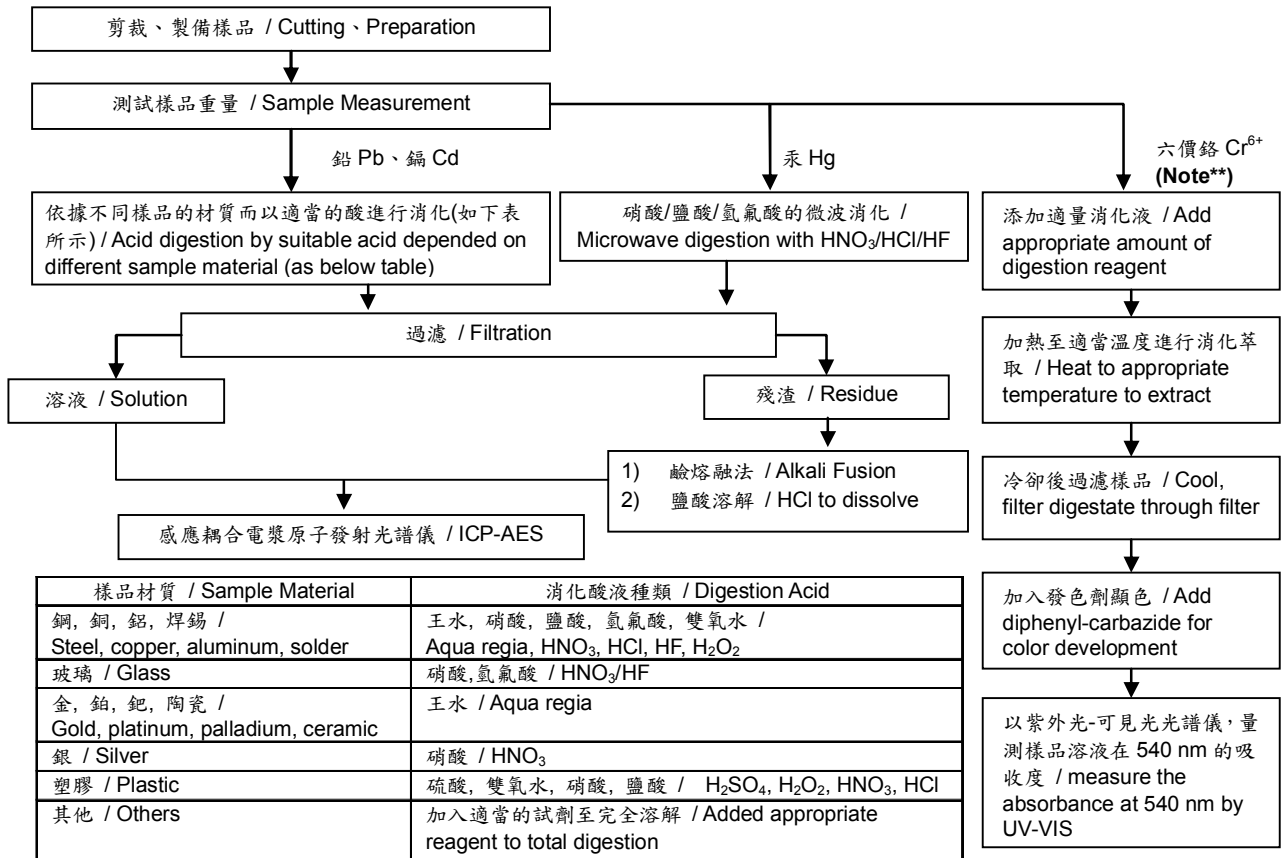 剪裁、製備樣品 / Cutting、Preparation
測試樣品重量 / Sample Measurement
鉛 Pb、鎘 Cd
汞 Hg
六價鉻 Cr6+
(Note**)
依據不同樣品的材質而以適當的酸進行消化(如下表
所示) / Acid digestion by suitable acid depended on
different sample material (as below table)
硝酸/鹽酸/氫氟酸的微波消化 /
Microwave digestion with HNO3/HCl/HF
添加適量消化液 / Add
appropriate amount of
digestion reagent
過濾 / Filtration
加熱至適當溫度進行消化萃
取 / Heat to appropriate
temperature to extract
溶液 / Solution
殘渣 / Residue
1) 鹼熔融法 / Alkali Fusion
2) 鹽酸溶解 / HCl to dissolve
冷卻後過濾樣品 / Cool,
filter digestate through filter
感應耦合電漿原子發射光譜儀 / ICP-AES
加入發色劑顯色 / Add
diphenyl-carbazide for
color development
以紫外光-可見光光譜儀,量
測樣品溶液在 540 nm 的吸
收度 / measure the
absorbance at 540 nm by
UV-VIS
樣品材質 / Sample Material
消化酸液種類 / Digestion Acid
鋼, 銅, 鋁, 焊錫 /
Steel, copper, aluminum, solder
王水, 硝酸, 鹽酸, 氫氟酸, 雙氧水 /
Aqua regia, HNO3, HCl, HF, H2O2
玻璃 / Glass
硝酸,氫氟酸 / HNO3/HF
金, 鉑, 鈀, 陶瓷 /
Gold, platinum, palladium, ceramic
王水 / Aqua regia
銀 / Silver
硝酸 / HNO3
塑膠 / Plastic
硫酸, 雙氧水, 硝酸, 鹽酸 / H2SO4, H2O2, HNO3, HCl
其他 / Others
加入適當的試劑至完全溶解 / Added appropriate
reagent to total digestion